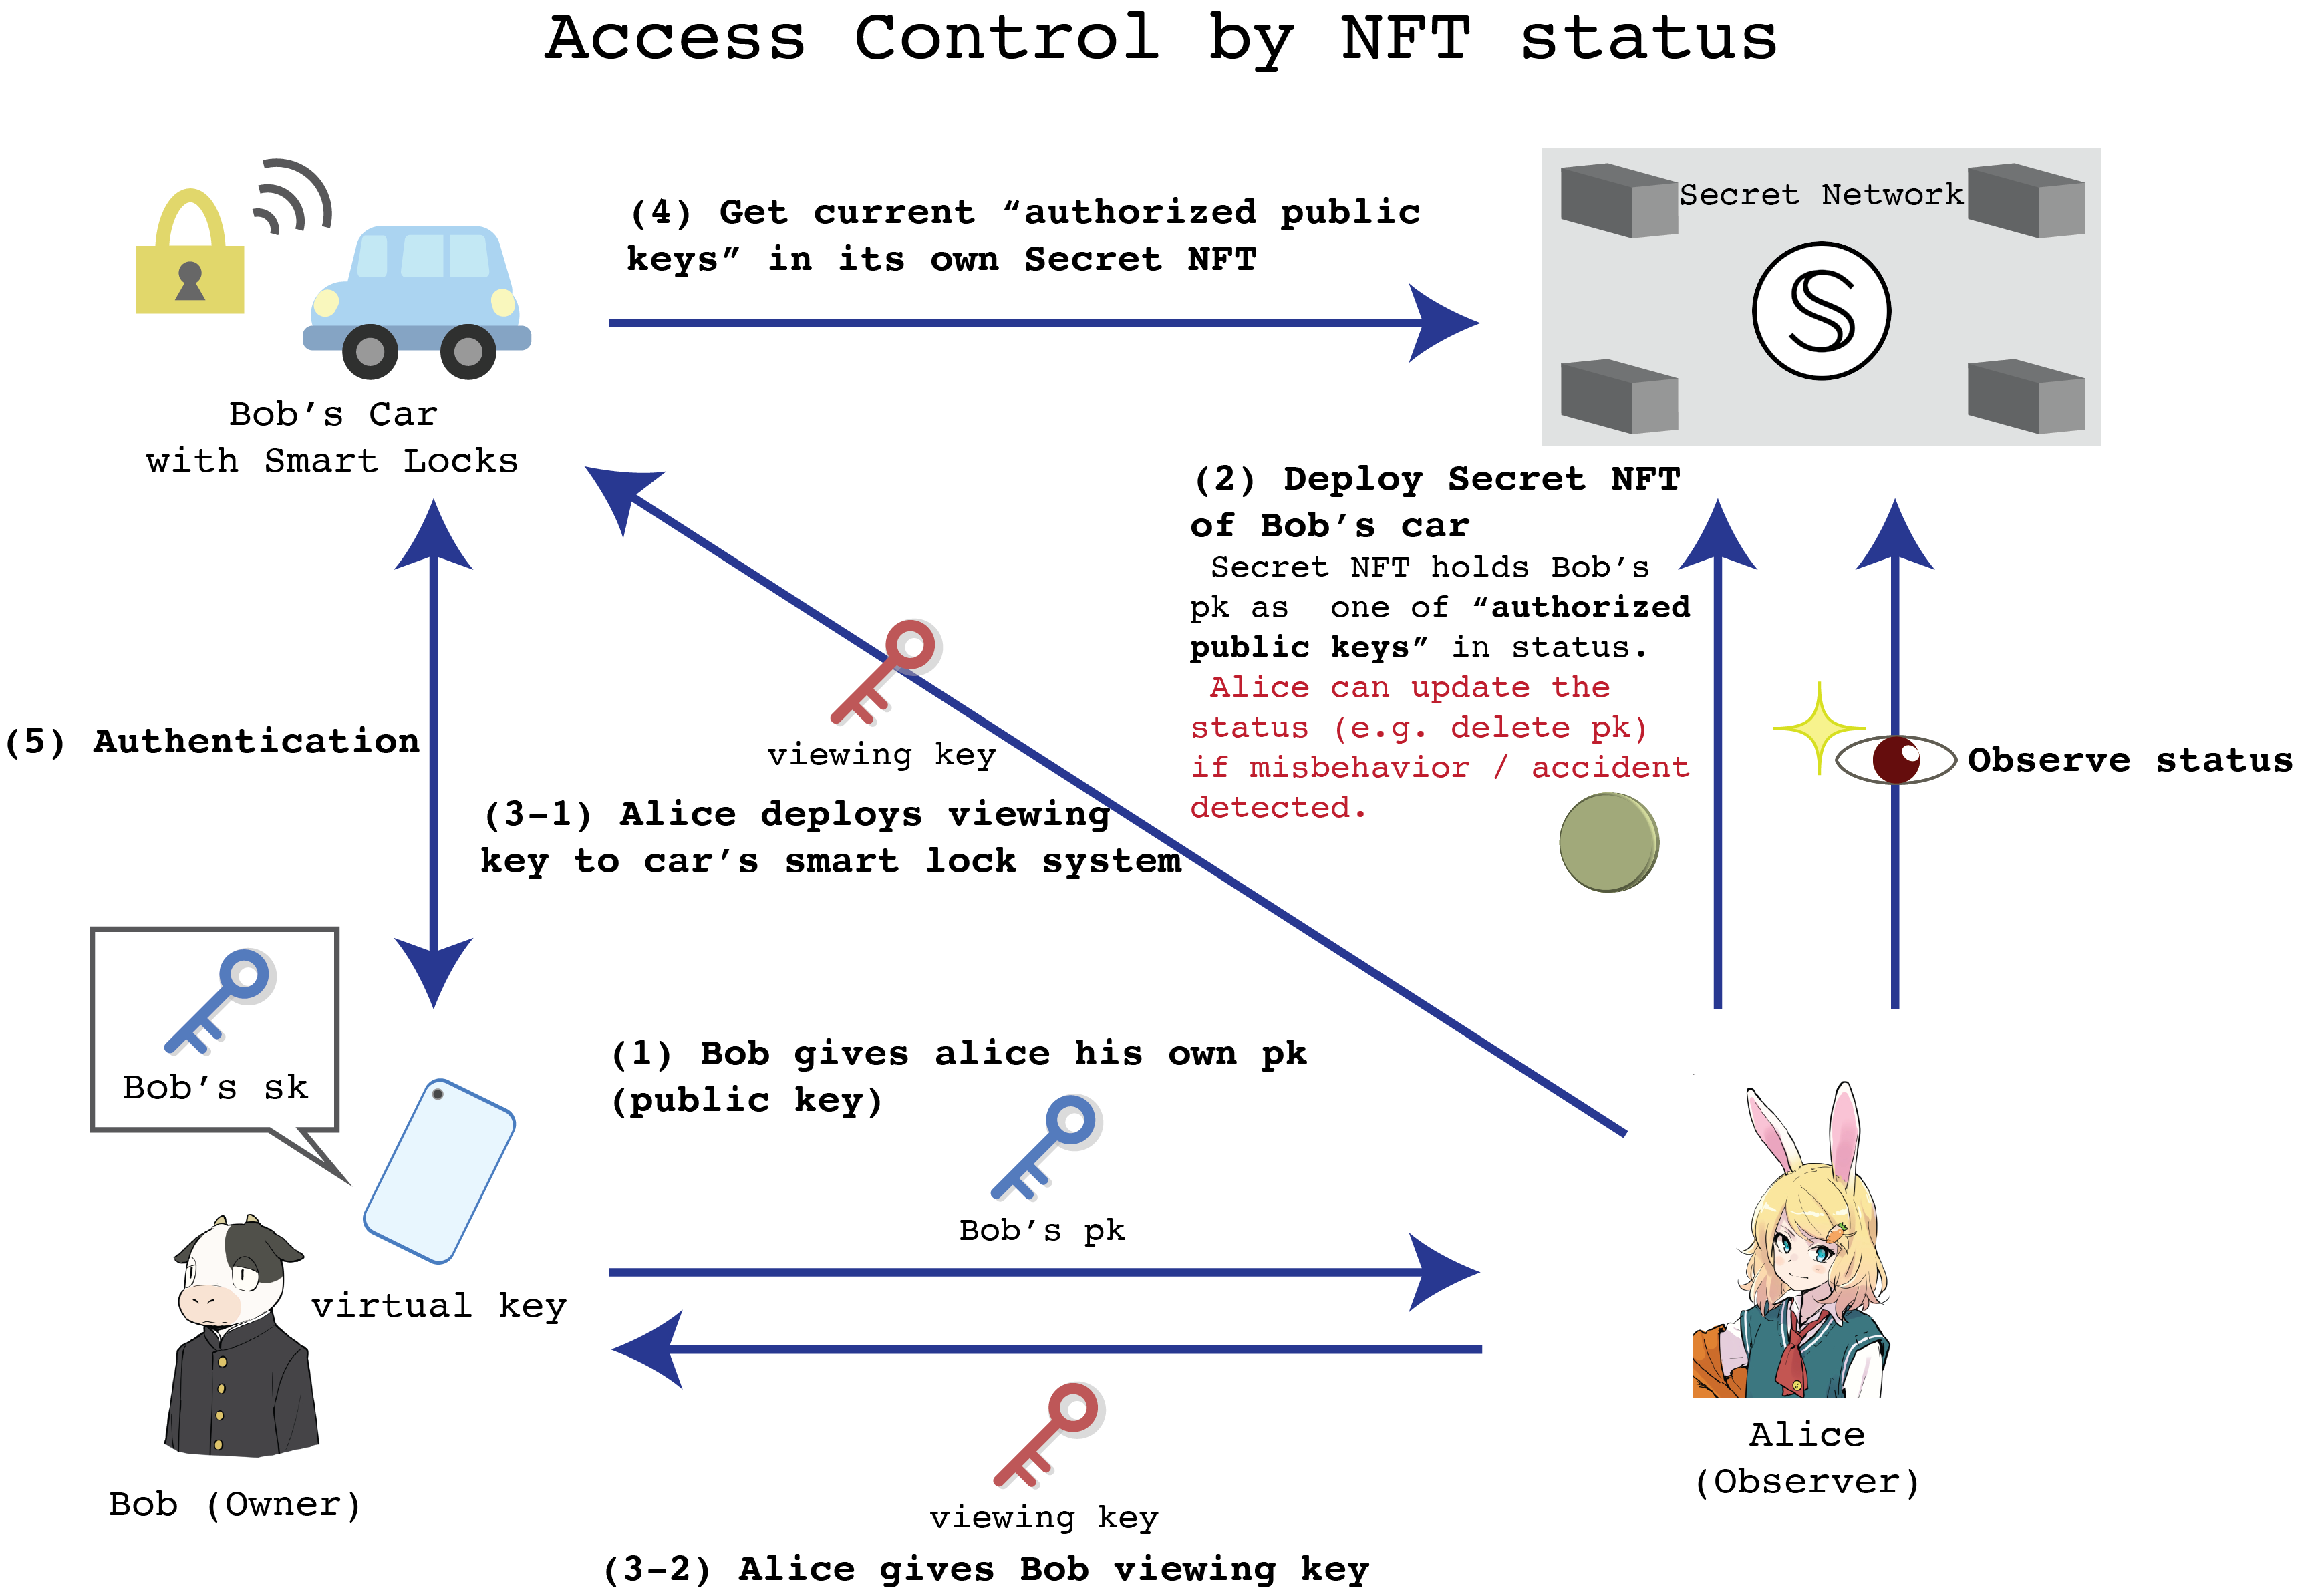 Access Control by NFT status
(4) Get current “authorized public
keys” in its own Secret NFT
Secret Network
S
Bob’s Car
with Smart Locks
(2) Deploy Secret NFT
of Bob’s car
Secret NFT holds Bob’s
pk as one of “authorized
public keys” in status.
Alice can update the
status (e.g. delete pk)
if misbehavior / accident
detected.
Observe status
(5) Authentication
viewing key
(3-1) Alice deploys viewing
key to car’s smart lock system
Bob’s sk
(1) Bob gives alice his own pk
(public key)
Bob’s pk
virtual key
Bob (Owner)
Alice
(Observer)
viewing key
(3-2) Alice gives Bob viewing key